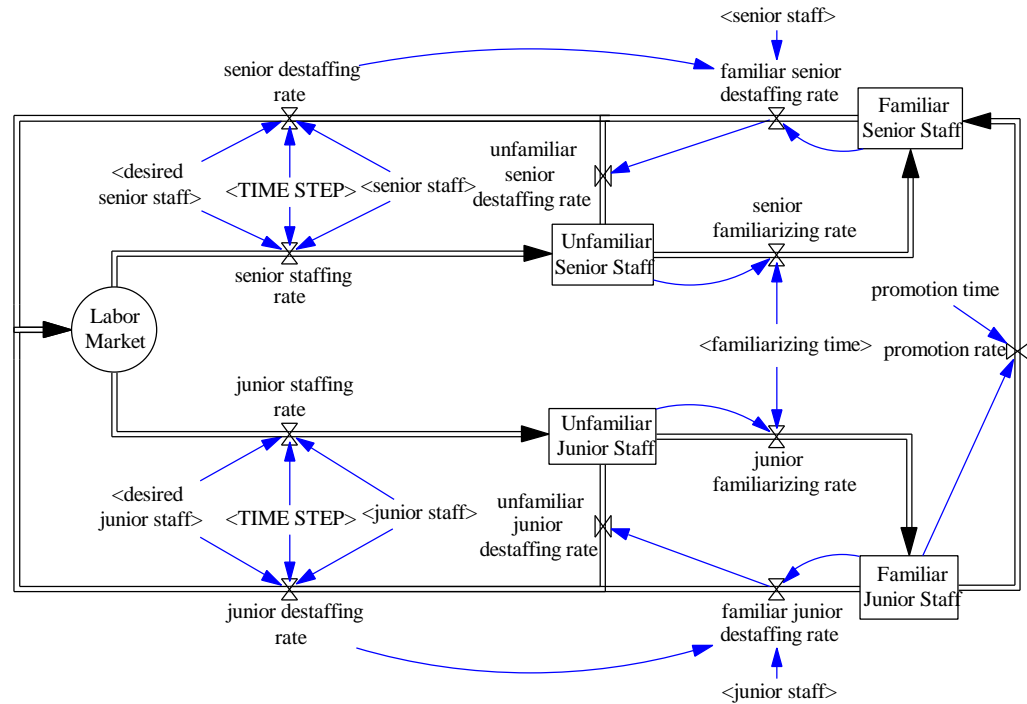 <senior staff>
senior destaffing
rate
familiar senior
destaffing rate
Familiar
Senior Staff
<desired
senior staff>
<TIME STEP>
<senior staff>
unfamiliar
senior
destaffing rate
senior
familiarizing rate
Unfamiliar
Senior Staff
senior staffing
rate
Labor
Market
promotion time
<familiarizing time>
promotion rate
junior staffing
rate
Unfamiliar
Junior Staff
junior
familiarizing rate
<desired
junior staff>
<TIME STEP>
<junior staff>
unfamiliar
junior
destaffing rate
Familiar
Junior Staff
junior destaffing
rate
familiar junior
destaffing rate
<junior staff>